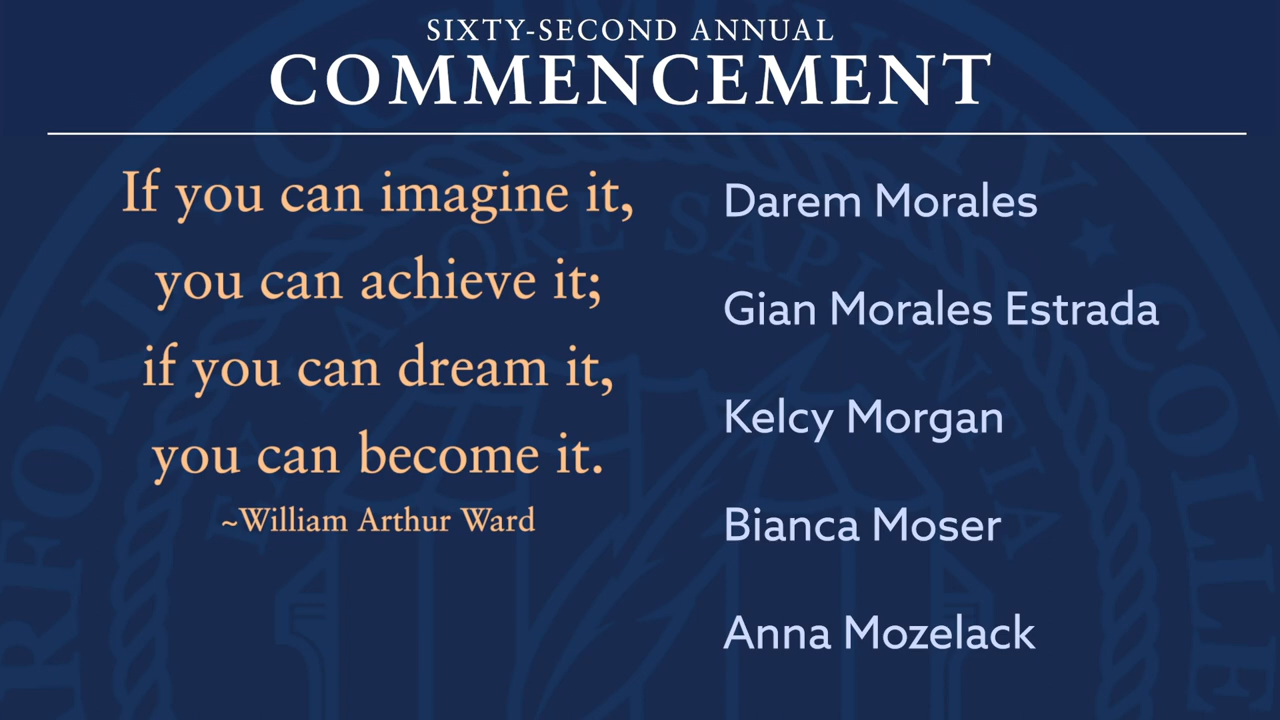 SIXTY-SECOND ANNUAL
COMMENCEMENT
If you can imagine it,
you can achieve it;
if you can dream it,
you can become it.
~William Arthur Ward
Darem Morales
Gian Morales Estrada
Kelcy Morgan
Bianca Moser
Anna Mozelack